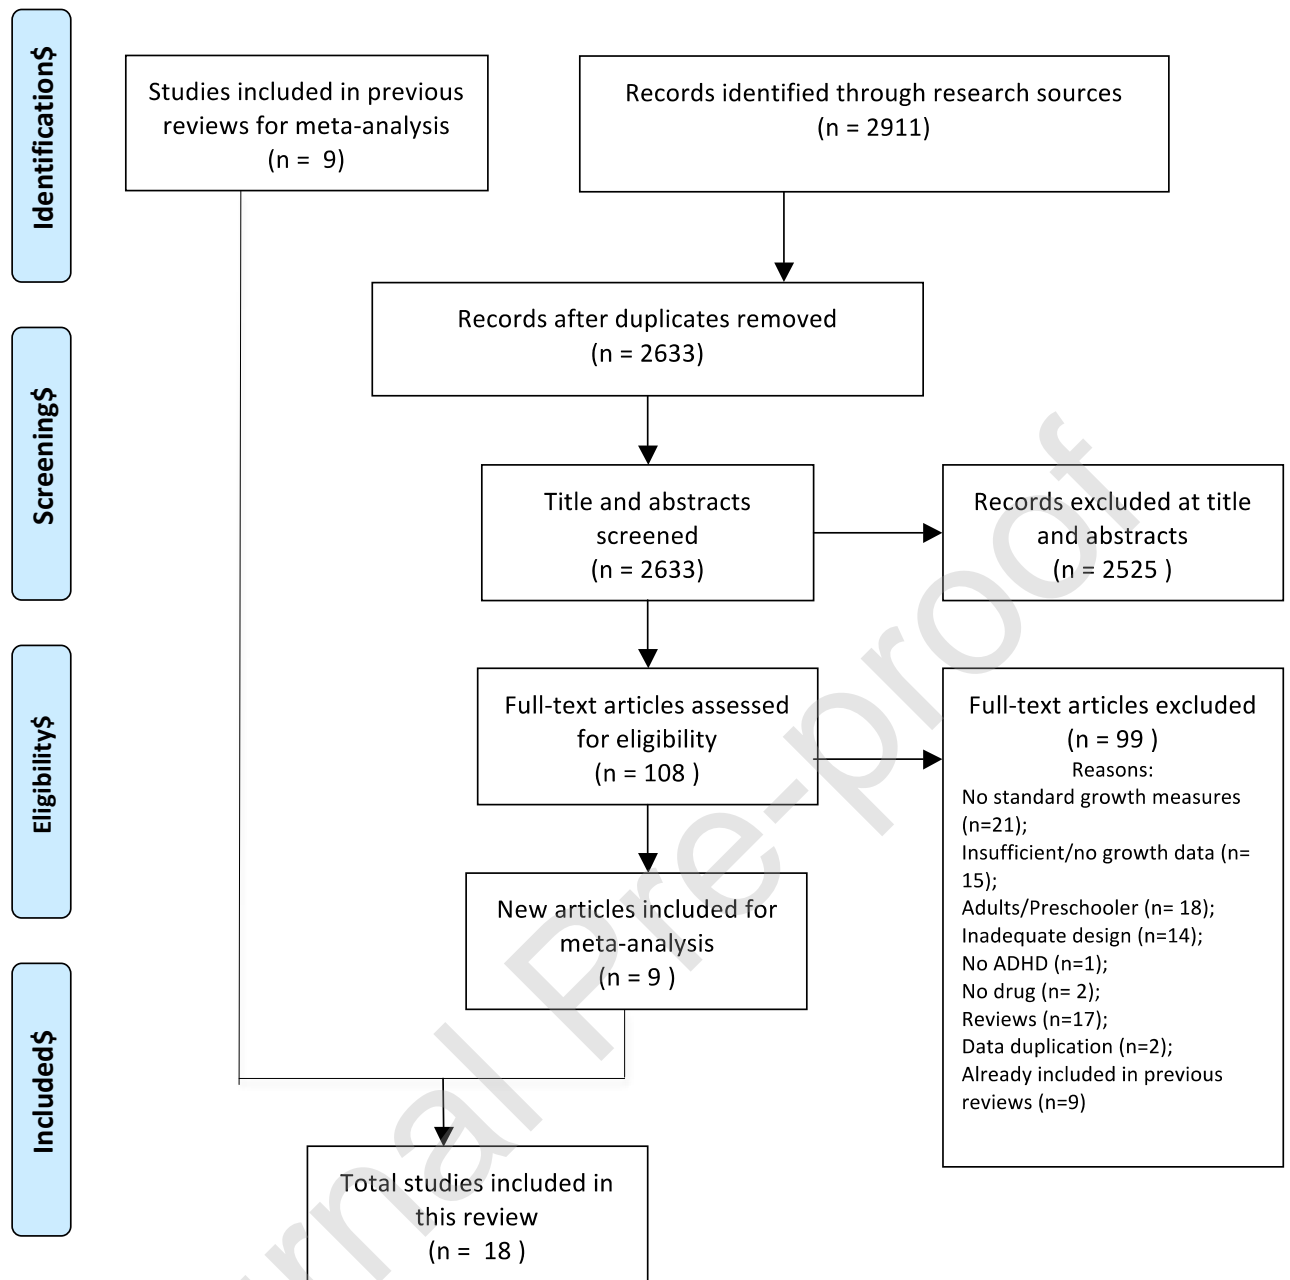 Identification$
Studies included in previous
reviews for meta-analysis
(n =  9)
Records identified through research sources
(n = 2911)
Records after duplicates removed
(n = 2633)
Screening$
Title and abstracts
screened
(n = 2633)
Records excluded at title
and abstracts
(n = 2525 )
Eligibility$
Full-text articles assessed
for eligibility
(n = 108 )
Full-text articles excluded
(n = 99 )
Reasons:
No standard growth measures
(n=21);
Insufficient/no growth data (n=
15);
Adults/Preschooler (n= 18);
Inadequate design (n=14);
No ADHD (n=1);
No drug (n= 2);
Reviews (n=17);
Data duplication (n=2);
Already included in previous
reviews (n=9)
New articles included for
meta-analysis
(n = 9 )
Included$
Total studies included in
this review
(n =  18 )
rnal Pre-proof